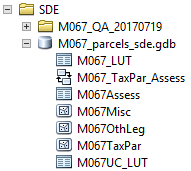 SDE
M067_QA_20170719
M067_parcels_sde.gdb
M067_LUT
M067_TaxPar_Assess
M067Assess
M067Misc
M067OthLeg
M067TaxPar
M067UC_LUT